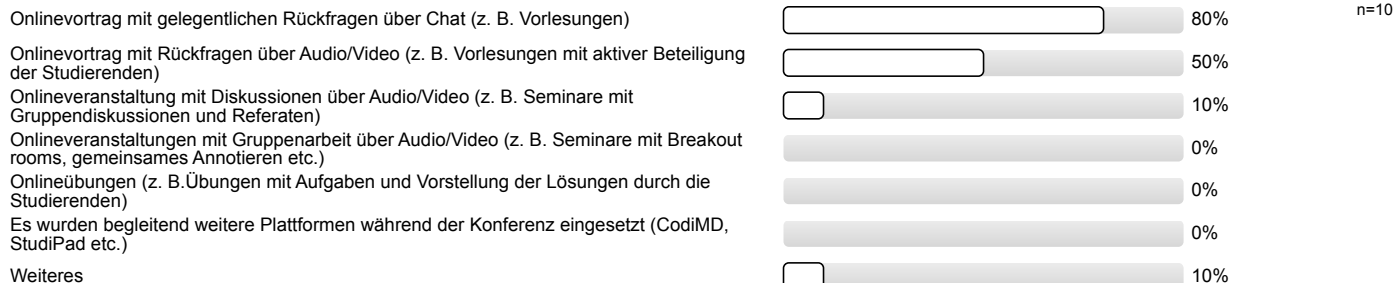 Onlinevortrag mit gelegentlichen Rückfragen über Chat (z. B. Vorlesungen) 80% n=10
Onlinevortrag mit Rückfragen über Audio/Video (z. B. Vorlesungen mit aktiver Beteiligung
der Studierenden) 50%
Onlineveranstaltung mit Diskussionen über Audio/Video (z. B. Seminare mit
Gruppendiskussionen und Referaten) 10%
Onlineveranstaltungen mit Gruppenarbeit über Audio/Video (z. B. Seminare mit Breakout
rooms, gemeinsames Annotieren etc.) 0%
Onlineübungen (z. B.Übungen mit Aufgaben und Vorstellung der Lösungen durch die
Studierenden) 0%
Es wurden begleitend weitere Plattformen während der Konferenz eingesetzt (CodiMD,
StudiPad etc.) 0%
Weiteres 10%